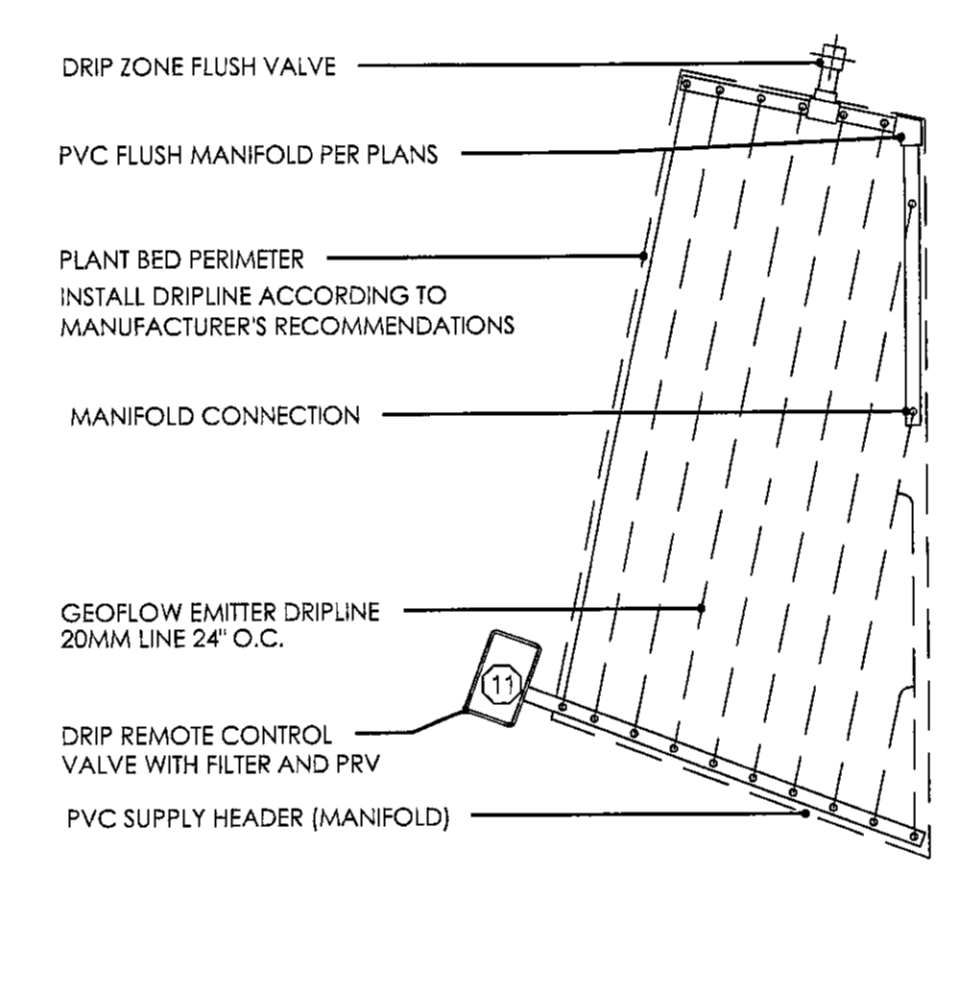 DRIP ZONE FLUSH VALVE
PVC FLUSH MANIFOLD PER PLANS
PLANT BED PERIMETER
INSTALL DRIPLINE ACCORDING TO
MANUFACTURER'S RECOMMENDATIONS
MANIFOLD CONNECTION
GEOFLOW EMITTER DRIPLINE
20MM LINE 24" O.C.
11
DRIP REMOTE CONTROL
VALVE WITH FILTER AND PRV
PVC SUPPLY HEADER (MANIFOLD)